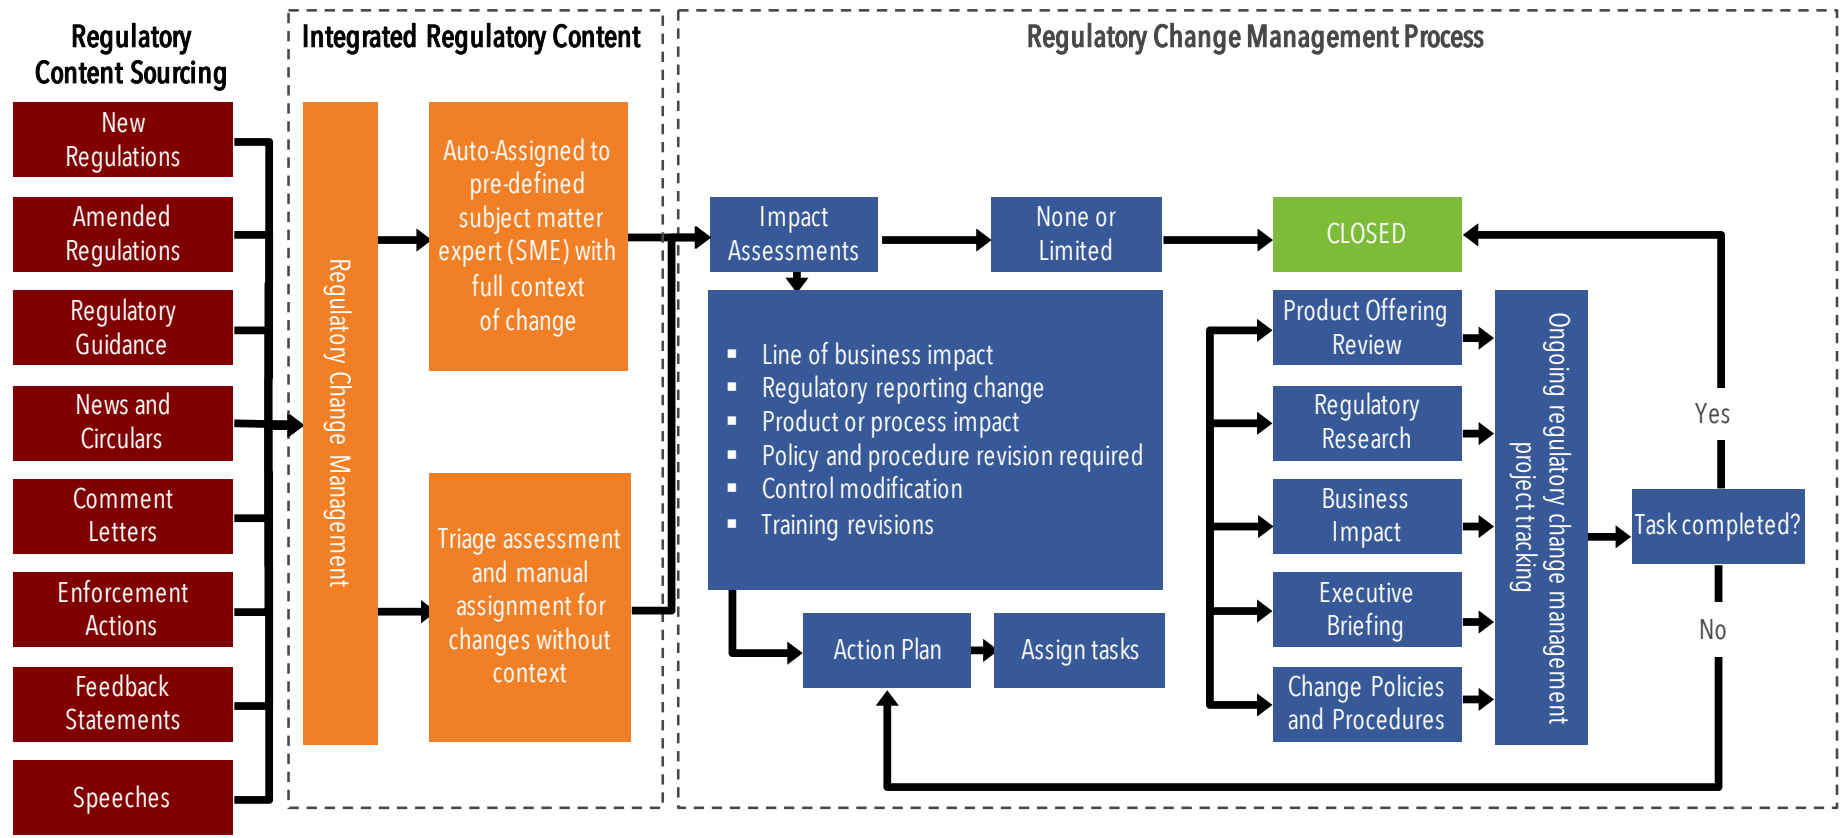 Regulatory
Content Sourcing
New
Regulations
Amended
Regulations
Regulatory
Guidance
News and
Circulars
Comment
Letters
Enforcement
Actions
Feedback
Statements
Speeches
Integrated Regulatory Content
Regulatory Change Management
Auto-Assigned to
pre-defined
subject matter
expert (SME) with
full context
of change
Triage assessment
and manual
assignment for
changes without
context
Regulatory Change Management Process
Impact
Assessments
None or
Limited
CLOSED
▪ Line of business impact
▪ Regulatory reporting change
▪ Product or process impact
▪ Policy and procedure revision required
▪ Control modification
▪ Training revisions
Action Plan
Assign tasks
Product Offering
Review
Regulatory
Research
Business
Impact
Executive
Briefing
Change Policies
and Procedures
Ongoing regulatory change management
project tracking
Task completed?
Yes
No